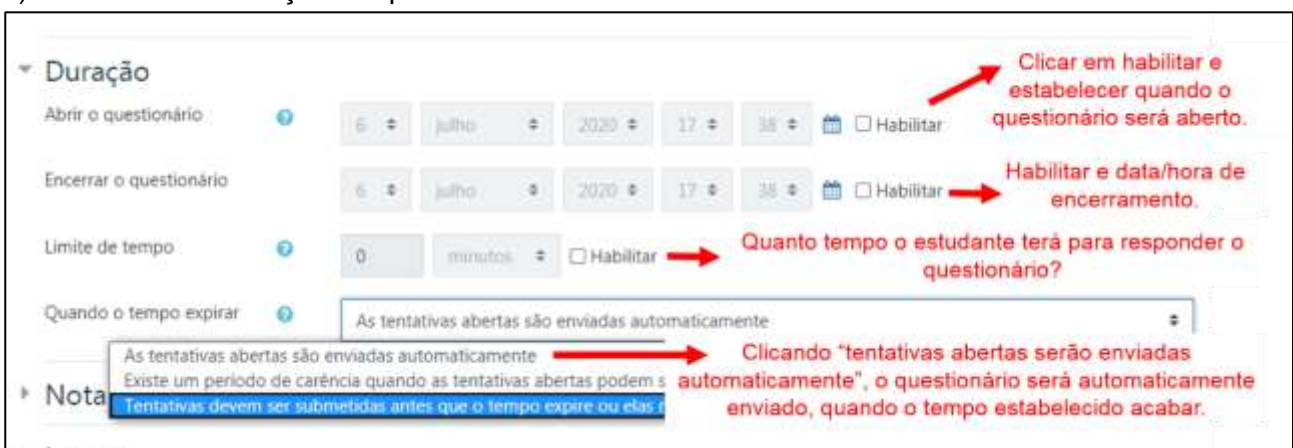 Duração
Abrir o questionário
6 julho 2020 17 38 Habilitar
Clicar em habilitar e
estabelecer quando o
questionário será aberto.
Encerrar o questionário
6 julho 2020 17 38 Habilitar
Habilitar e data/hora de
encerramento.
Limite de tempo
0 minutos Habilitar
Quanto tempo o estudante terá para responder o
questionário?
Quando o tempo expirar
As tentativas abertas são enviadas automaticamente
As tentativas abertas são enviadas automaticamente
Existe um período de carência quando as tentativas abertas podem s
Tentativas devem ser submetidas antes que o tempo expire ou elas
Clicando “tentativas abertas serão enviadas
automaticamente”, o questionário será automaticamente
enviado, quando o tempo estabelecido acabar.
Nota